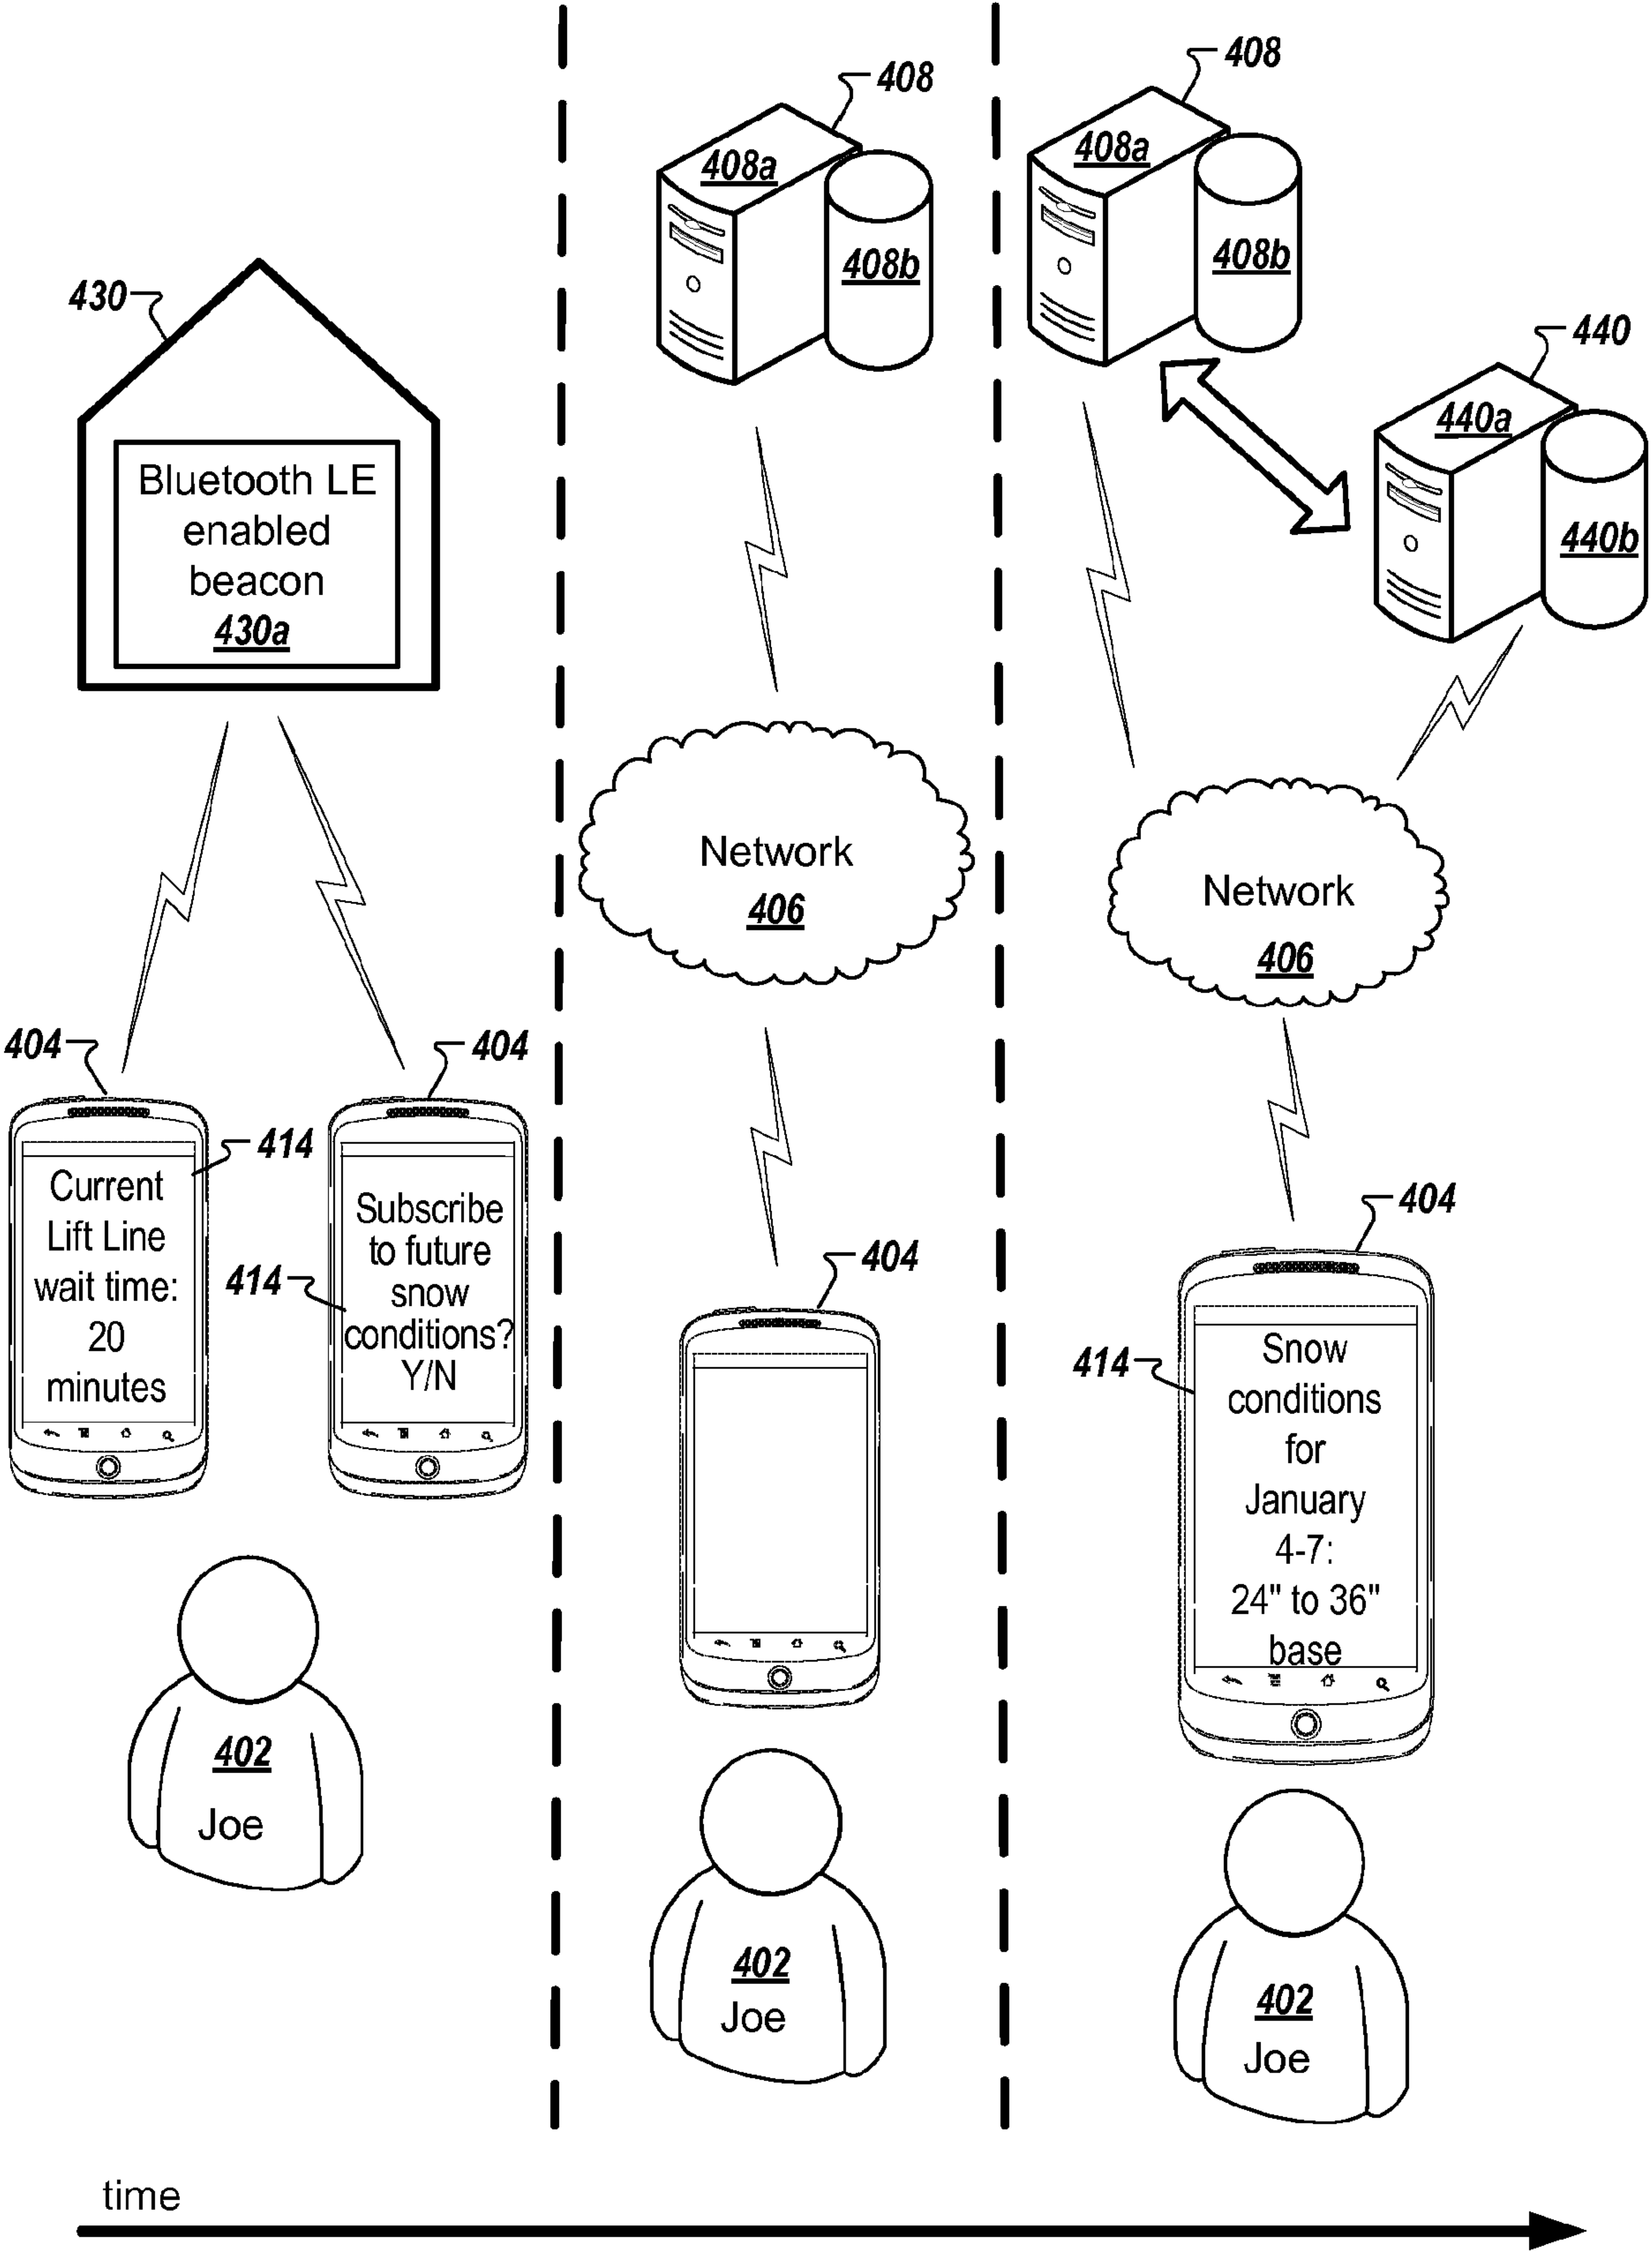 430
Bluetooth LE
enabled
beacon
430a
404
404
414
Current
Lift Line
wait time:
20
minutes
414
Subscribe
to future
snow
conditions?
Y/N
402
Joe
408
408a
408b
Network
406
404
402
Joe
408
408a
408b
440
440a
440b
Network
406
404
414
Snow
conditions
for
January
4-7:
24" to 36"
base
402
Joe
time